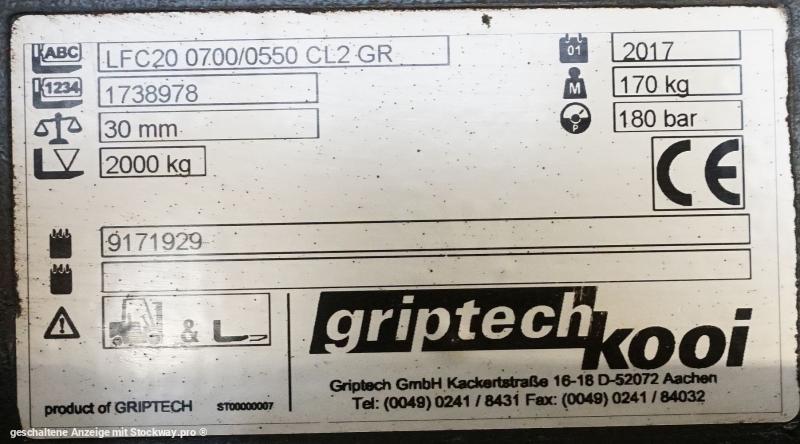 ABC LFC20 0700/0550 CL2 GR 01 2017
1234 1738978 M 170 kg
30 mm P 180 bar
2000 kg CE
9171929
&
griptech
kooi
Griptech GmbH Kackertstraße 16-18 D-52072 Aachen
product of GRIPTECH ST00000007 Tel: (0049) 0241 / 8431 Fax: (0049) 0241 / 84032
geschaltene Anzeige mit Stockway.pro ®